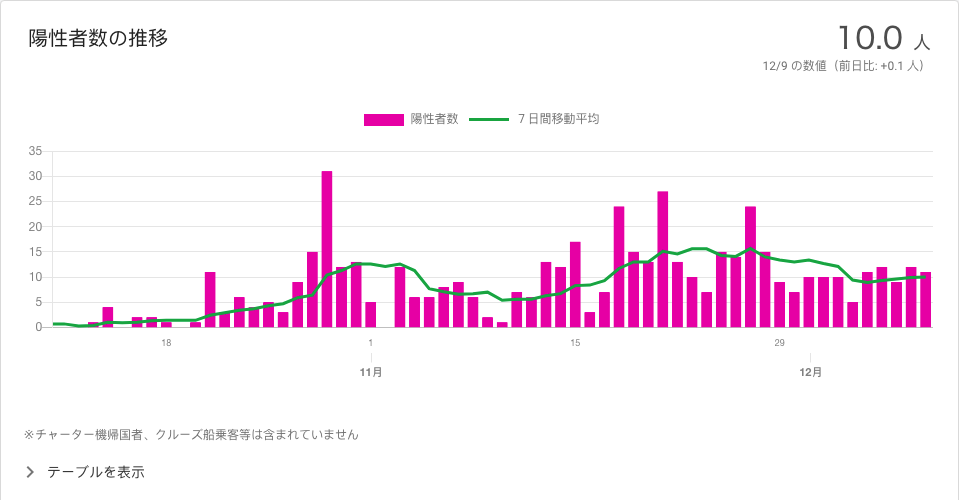 陽性者数の推移
10.0 人
12/9 の数値（前日比: +0.1 人）
陽性者数 7 日間移動平均
35
30
25
20
15
10
5
0
18 1 15 29
11月 12月
※チャーター機帰国者、クルーズ船乗客等は含まれていません
テーブルを表示